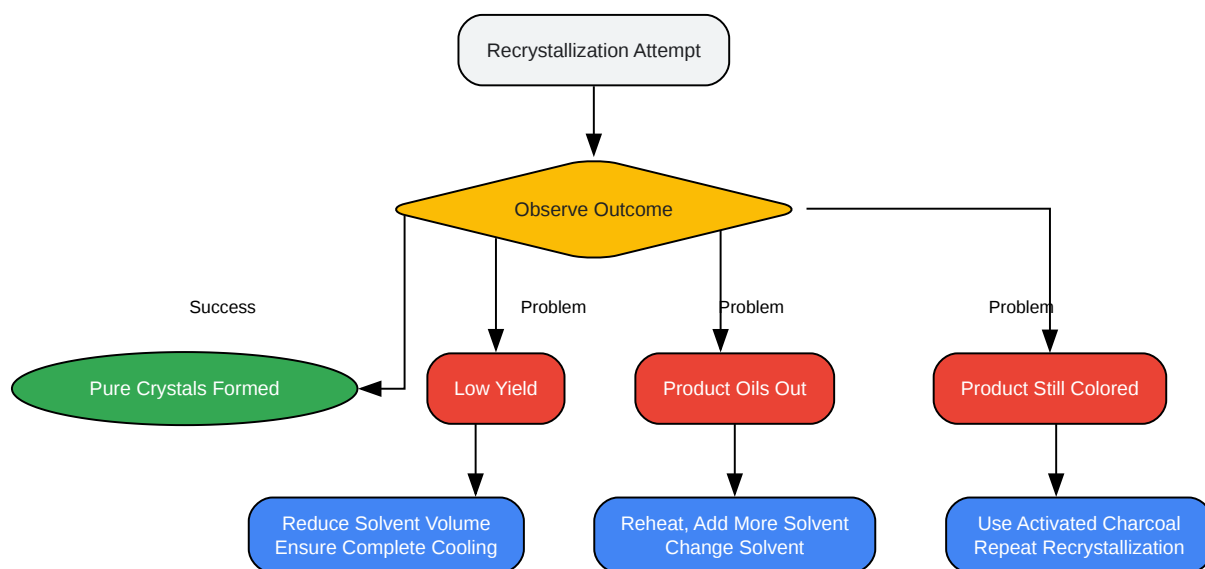 Recrystallization Attempt
Observe Outcome
Success
Problem
Problem
Problem
Pure Crystals Formed
Low Yield
Product Oils Out
Product Still Colored
Reduce Solvent Volume
Ensure Complete Cooling
Reheat, Add More Solvent
Change Solvent
Use Activated Charcoal
Repeat Recrystallization